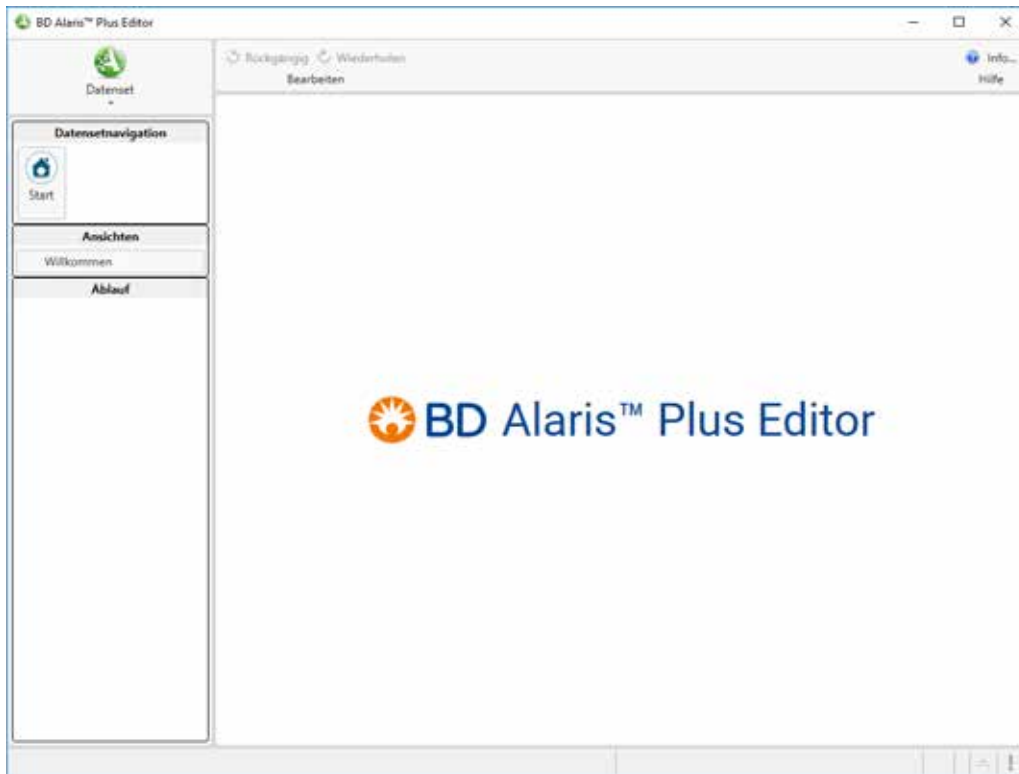 BD Alaris™ Plus Editor
Datenset
Rückgängig Wiederholen
Bearbeiten
Info...
Hilfe
Datensetnavigation
Start
Ansichten
Willkommen
Ablauf
BD Alaris™ Plus Editor